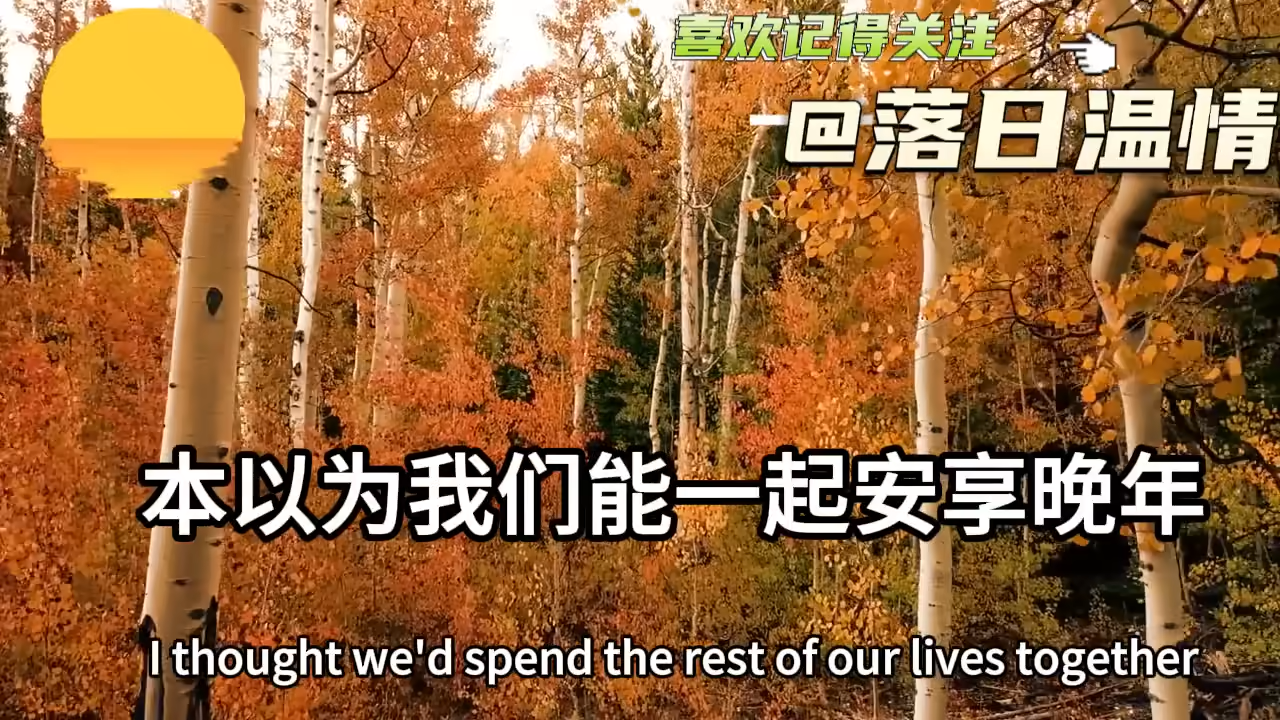 喜欢记得关注
@落日温情
本以为我们能一起安享晚年
I thought we'd spend the rest of our lives together